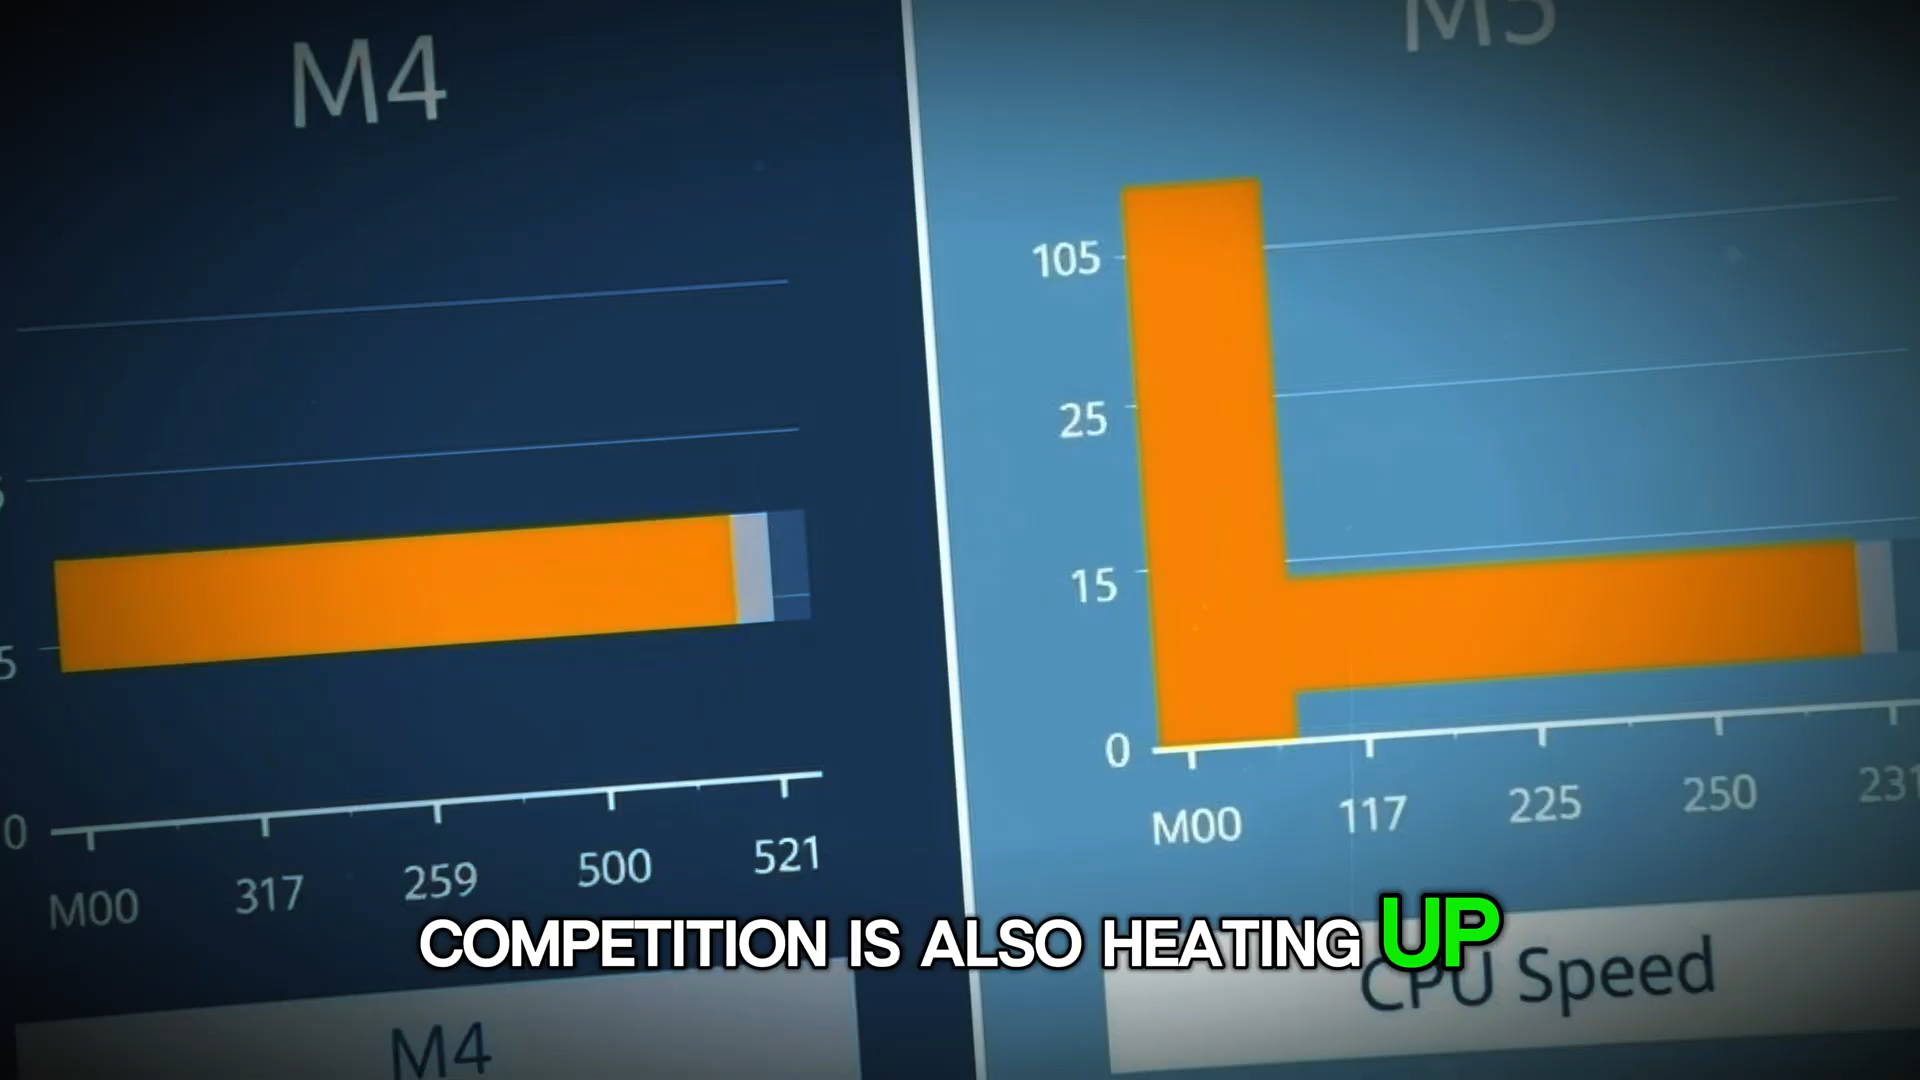 M4
M5
105
25
15
0
M00 117 225 250 231
5
0
M00 317 259 500 521
COMPETITION IS ALSO HEATING UP
CPU Speed
M4